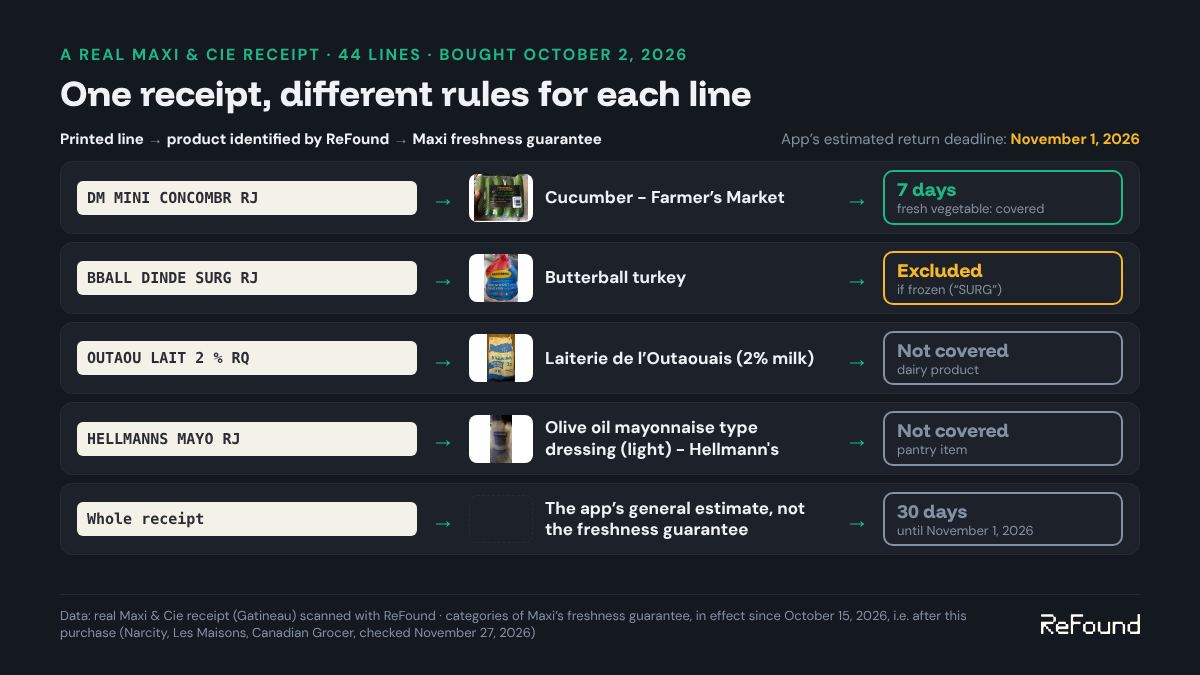 A REAL MAXI & CIE RECEIPT · 44 LINES · BOUGHT OCTOBER 2, 2026
One receipt, different rules for each line
Printed line → product identified by ReFound → Maxi freshness guarantee
App’s estimated return deadline: November 1, 2026
DM MINI CONCOMBR RJ
→
Cucumber - Farmer’s Market
→
7 days
fresh vegetable: covered
BBALL DINDE SURG RJ
→
Butterball turkey
→
Excluded
if frozen (“SURG”)
OUTAOU LAIT 2 % RQ
→
Laiterie de l’Outaouais (2% milk)
→
Not covered
dairy product
HELLMANNS MAYO RJ
→
Olive oil mayonnaise type
dressing (light) - Hellmann's
→
Not covered
pantry item
Whole receipt
→
The app’s general estimate, not
the freshness guarantee
→
30 days
until November 1, 2026
Data: real Maxi & Cie receipt (Gatineau) scanned with ReFound · categories of Maxi’s freshness guarantee, in effect since October 15, 2026, i.e. after this
purchase (Narcity, Les Maisons, Canadian Grocer, checked November 27, 2026)
ReFound